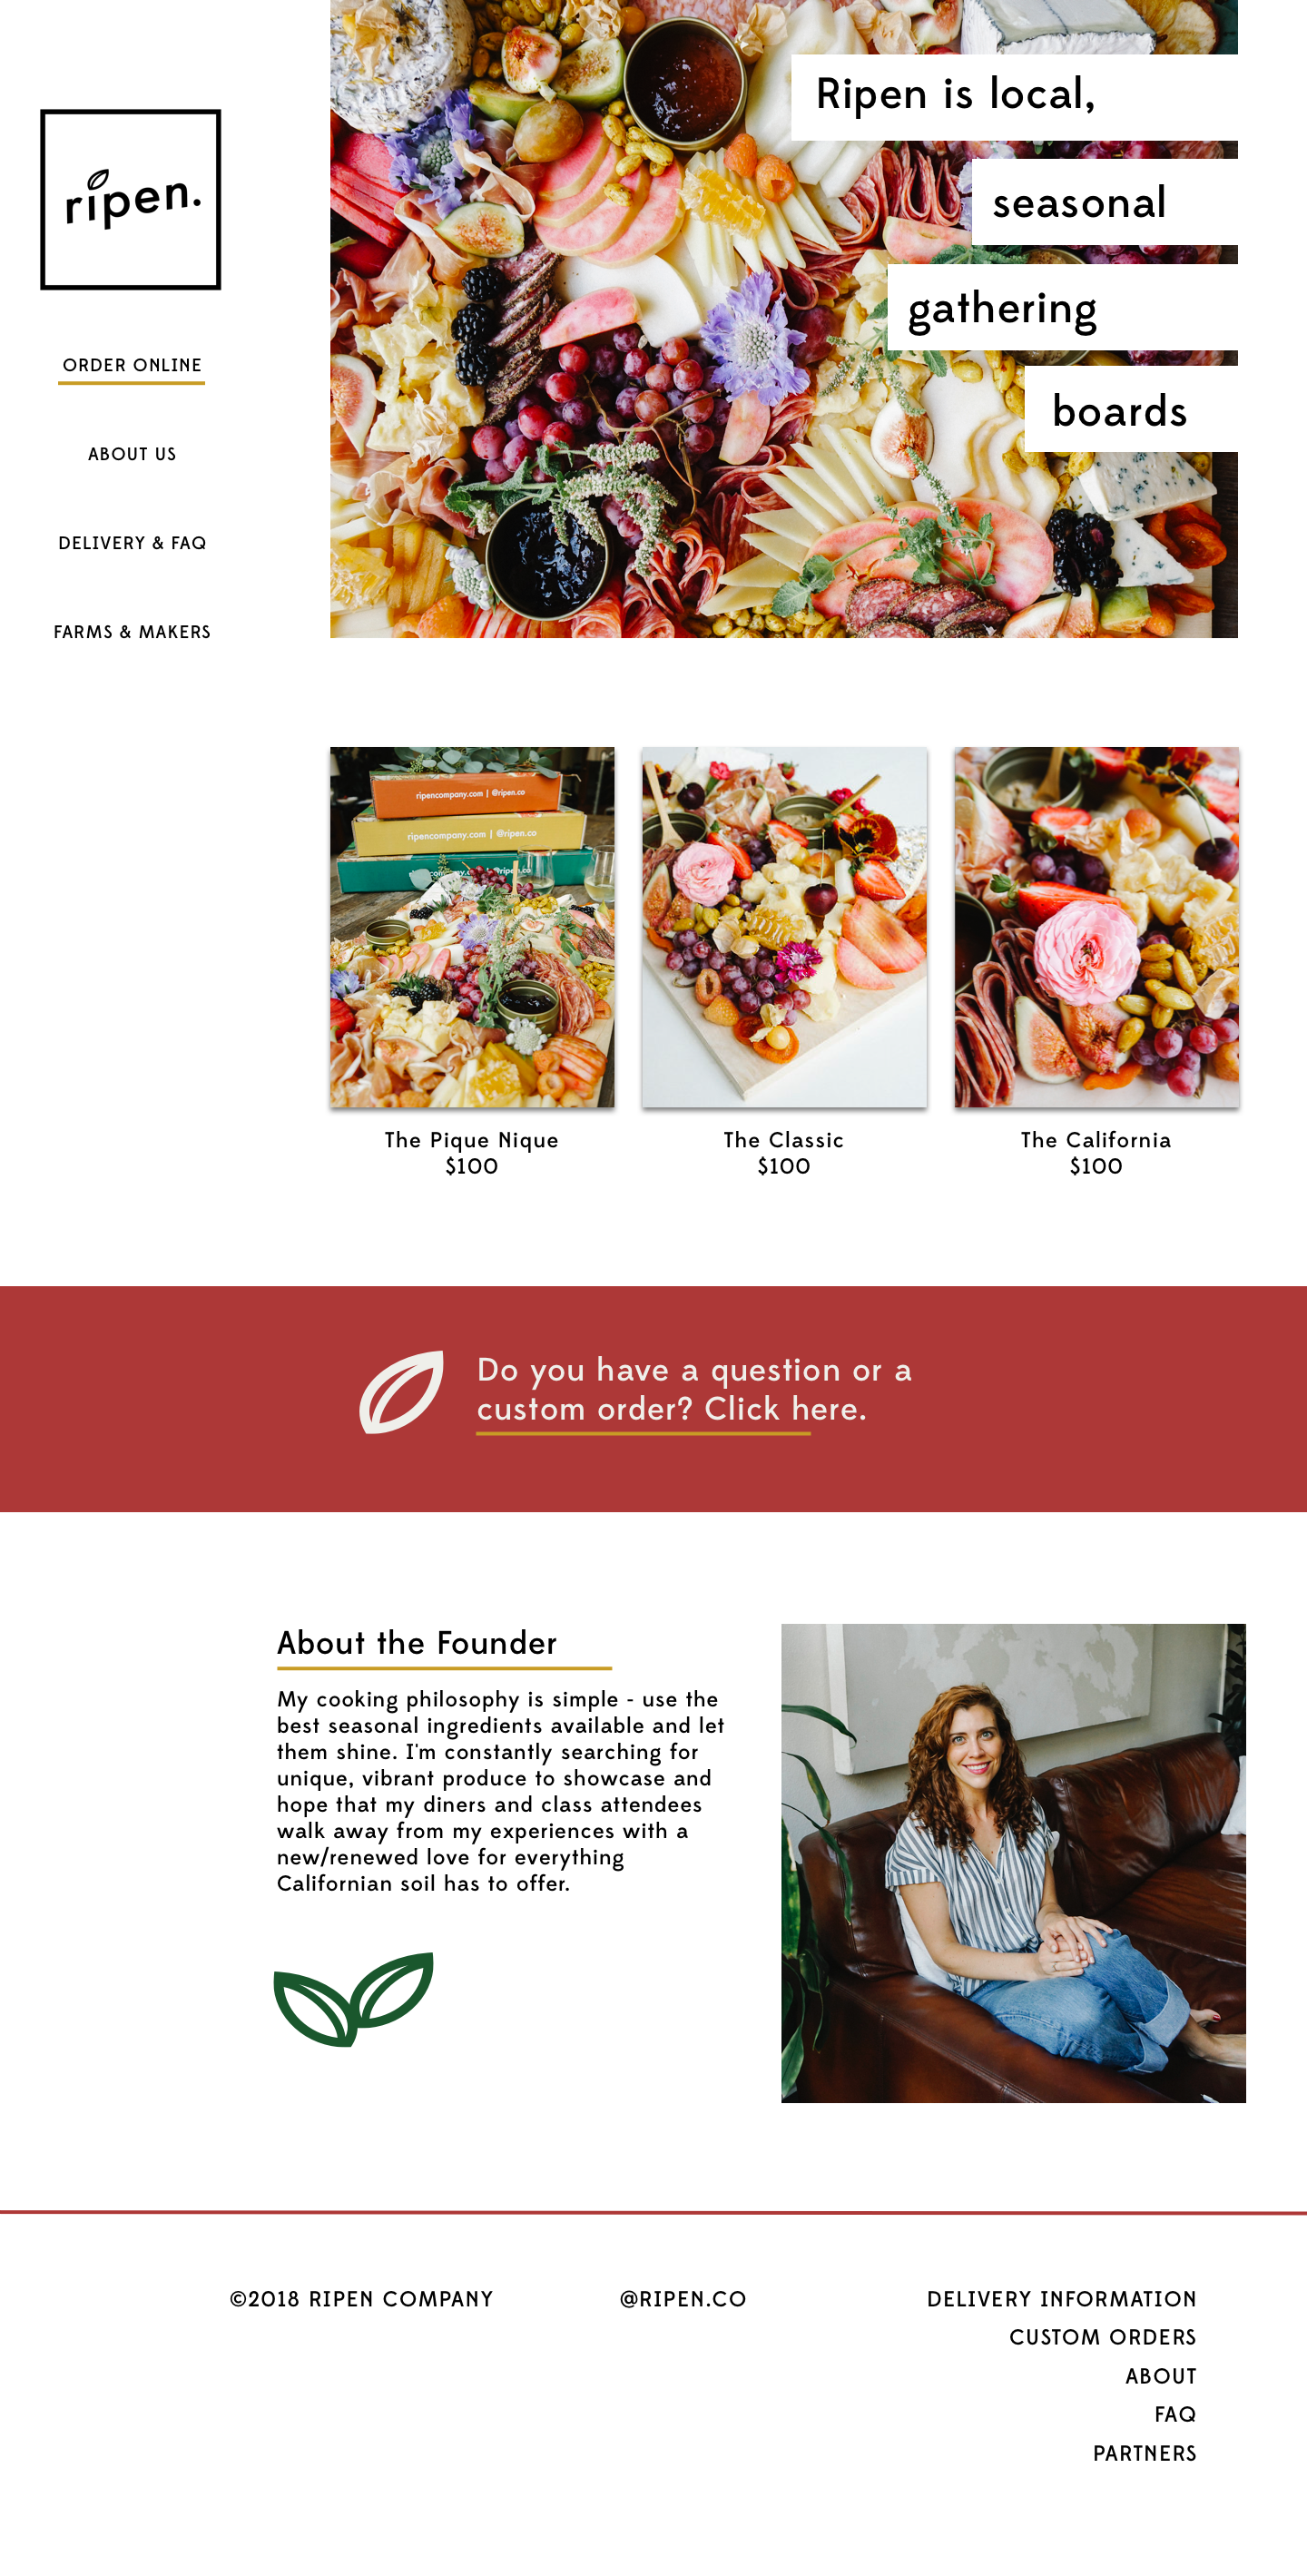 ripen.
ORDER ONLINE
ABOUT US
DELIVERY & FAQ
FARMS & MAKERS
Ripen is local,
seasonal
gathering
boards
ripencompany.com | @ripen.co
ripencompany.com | @ripen.co
The Pique Nique
$100
The Classic
$100
The California
$100
Do you have a question or a
custom order? Click here.
About the Founder
My cooking philosophy is simple - use the
best seasonal ingredients available and let
them shine. I'm constantly searching for
unique, vibrant produce to showcase and
hope that my diners and class attendees
walk away from my experiences with a
new/renewed love for everything
Californian soil has to offer.
©2018 RIPEN COMPANY
@RIPEN.CO
DELIVERY INFORMATION
CUSTOM ORDERS
ABOUT
FAQ
PARTNERS